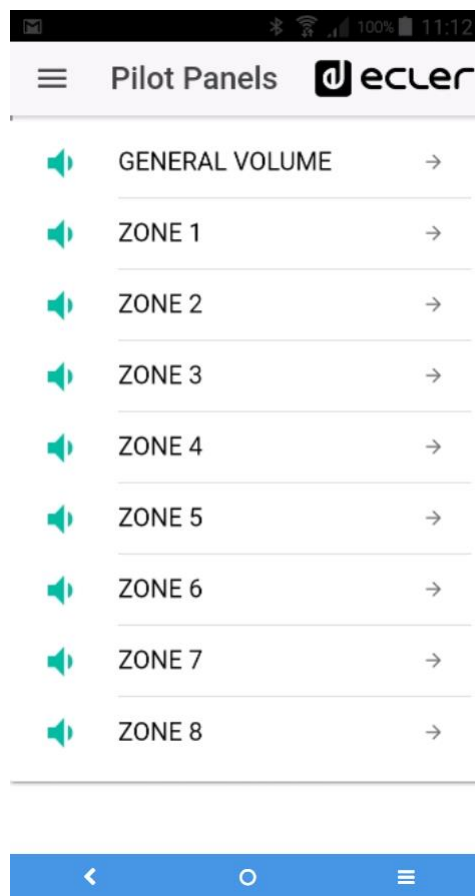 100% 11:12
Pilot Panels ecler
GENERAL VOLUME
ZONE 1
ZONE 2
ZONE 3
ZONE 4
ZONE 5
ZONE 6
ZONE 7
ZONE 8